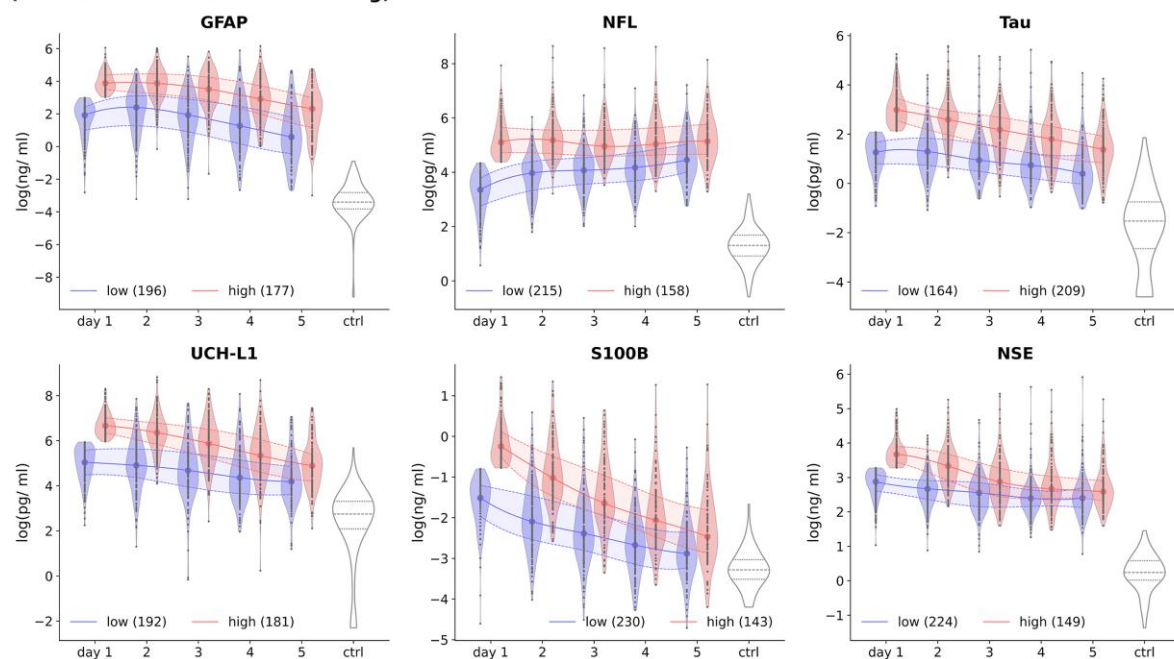 GFAP
log(ng/ ml)
6
4
2
0
−2
−4
−6
−8
low (196) high (177)
day 1 2 3 4 5 ctrl
NFL
log(pg/ ml)
8
6
4
2
0
low (215) high (158)
day 1 2 3 4 5 ctrl
Tau
log(pg/ ml)
6
4
2
0
−2
−4
low (164) high (209)
day 1 2 3 4 5 ctrl
UCH-L1
log(pg/ ml)
8
6
4
2
0
−2
low (192) high (181)
day 1 2 3 4 5 ctrl
S100B
log(ng/ ml)
1
0
−1
−2
−3
−4
−5
low (230) high (143)
day 1 2 3 4 5 ctrl
NSE
log(ng/ ml)
6
5
4
3
2
1
0
−1
low (224) high (149)
day 1 2 3 4 5 ctrl